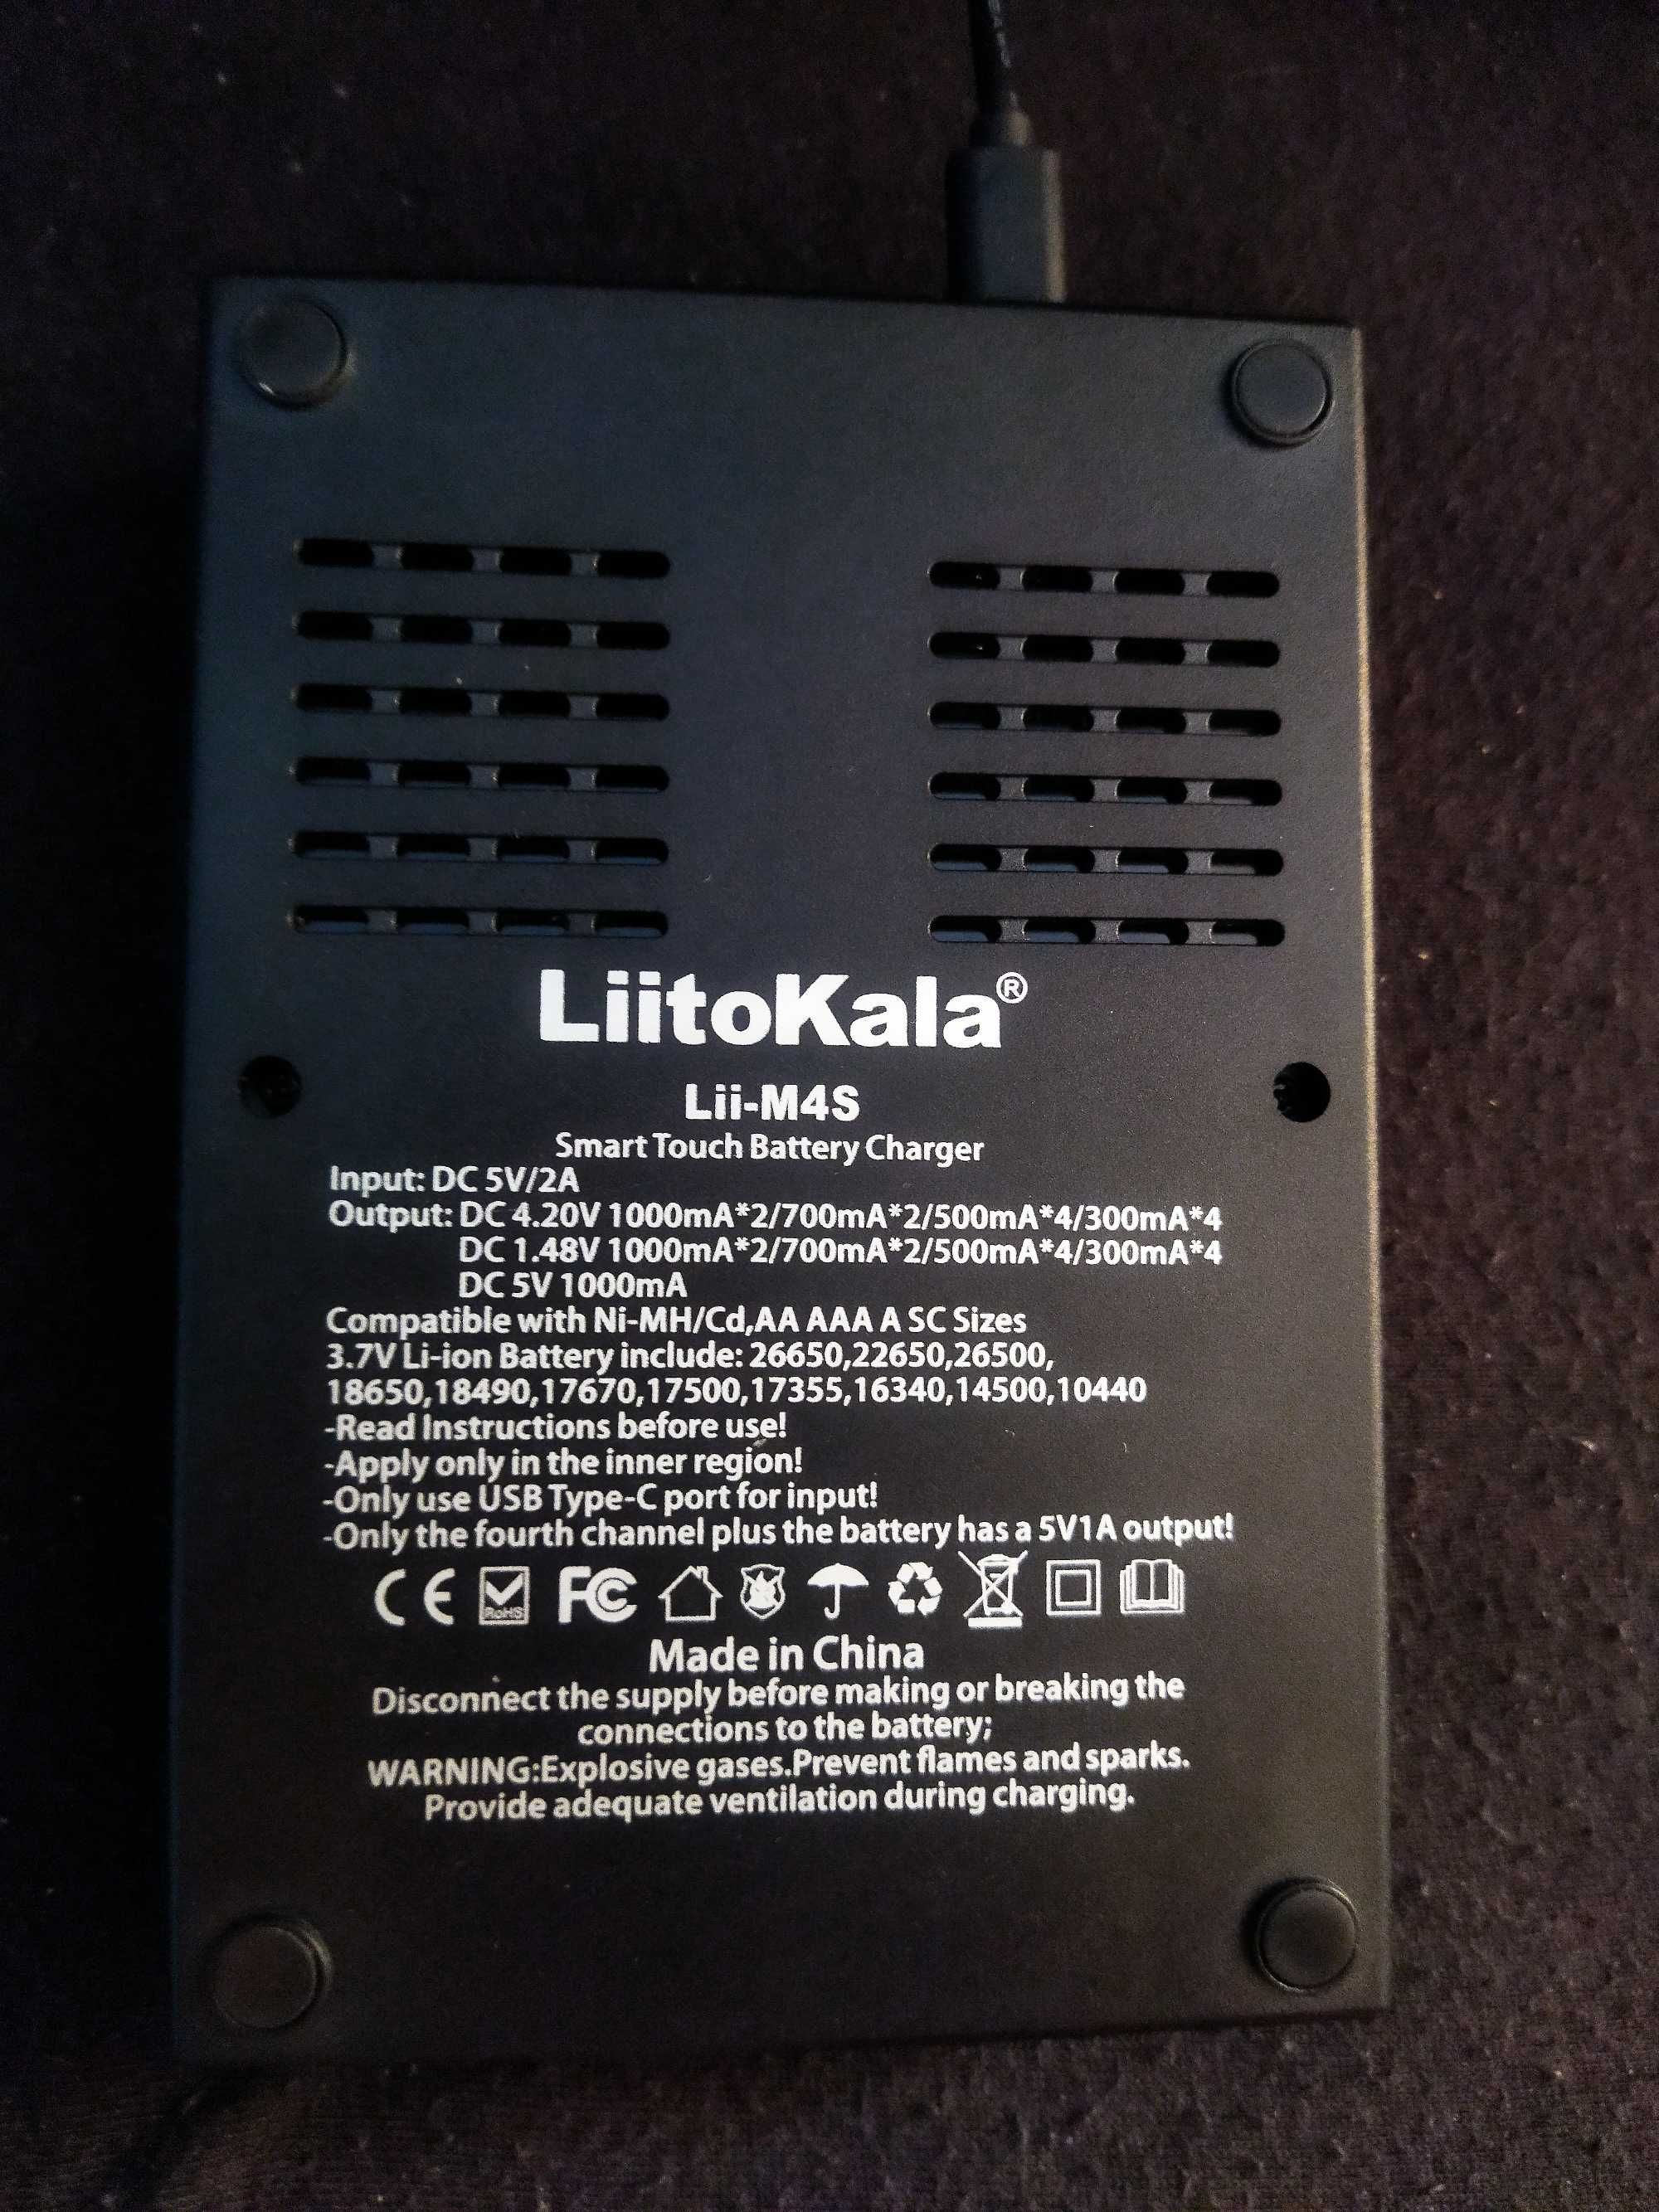 LiitoKala®
Lii-M4S
Smart Touch Battery Charger
Input: DC 5V/2A
Output: DC 4.20V 1000mA*2/700mA*2/500mA*4/300mA*4
DC 1.48V 1000mA*2/700mA*2/500mA*4/300mA*4
DC 5V 1000mA
Compatible with Ni-MH/Cd,AA AAA A SC Sizes
3.7V Li-ion Battery include: 26650,22650,26500,
18650,18490,17670,17500,17355,16340,14500,10440
-Read Instructions before use!
-Apply only in the inner region!
-Only use USB Type-C port for input!
-Only the fourth channel plus the battery has a 5V1A output!
CE RoHS FC
Made in China
Disconnect the supply before making or breaking the
connections to the battery;
WARNING:Explosive gases.Prevent flames and sparks.
Provide adequate ventilation during charging.